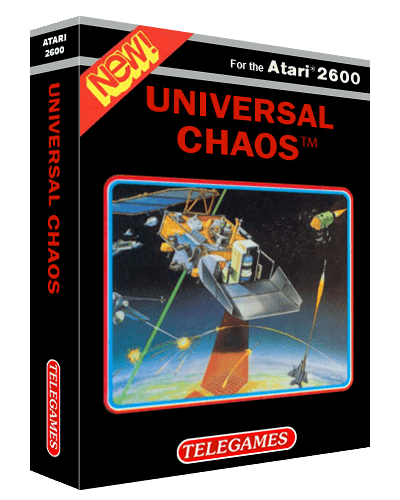 ATARI
2600
UNIVERSAL CHAOS
TELEGAMES
NEW!
For the Atari® 2600
UNIVERSAL
CHAOS™
TELEGAMES